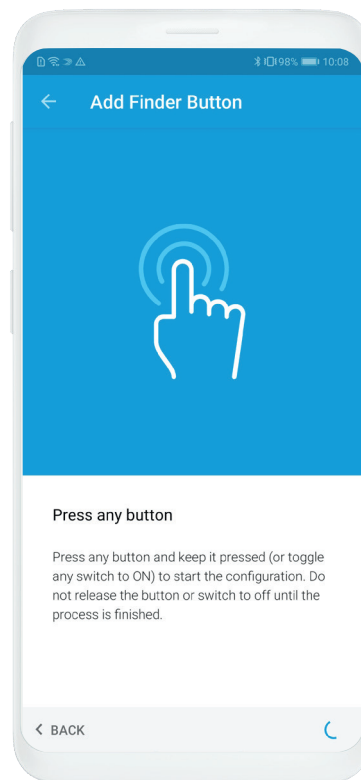 98% 10:08
Add Finder Button
Press any button
Press any button and keep it pressed (or toggle
any switch to ON) to start the configuration. Do
not release the button or switch to off until the
process is finished.
BACK